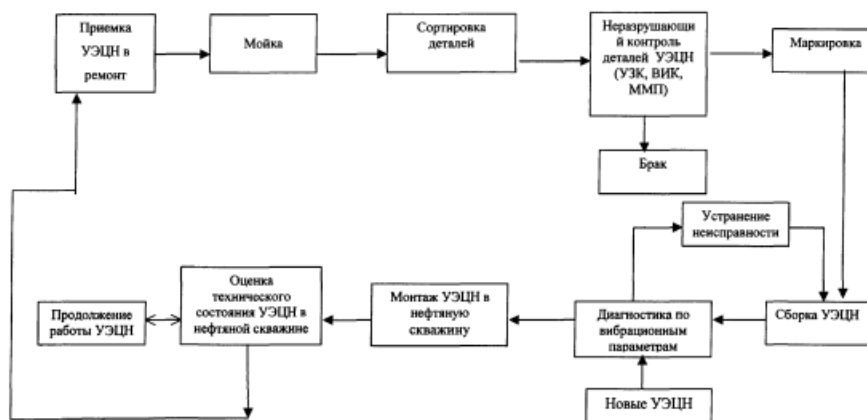 Приемка
УЭЦН в
ремонт
Мойка
Сортировка
деталей
Неразрушающи
й контроль
деталей УЭЦН
(УЗК, ВИК,
ММП)
Маркировка
Брак
Устранение
неисправности
Оценка
технического
состояния УЭЦН в
нефтяной скважине
Продолжение
работы УЭЦН
Монтаж УЭЦН в
нефтяную
скважину
Диагностика по
вибрационным
параметрам
Сборка УЭЦН
Новые УЭЦН